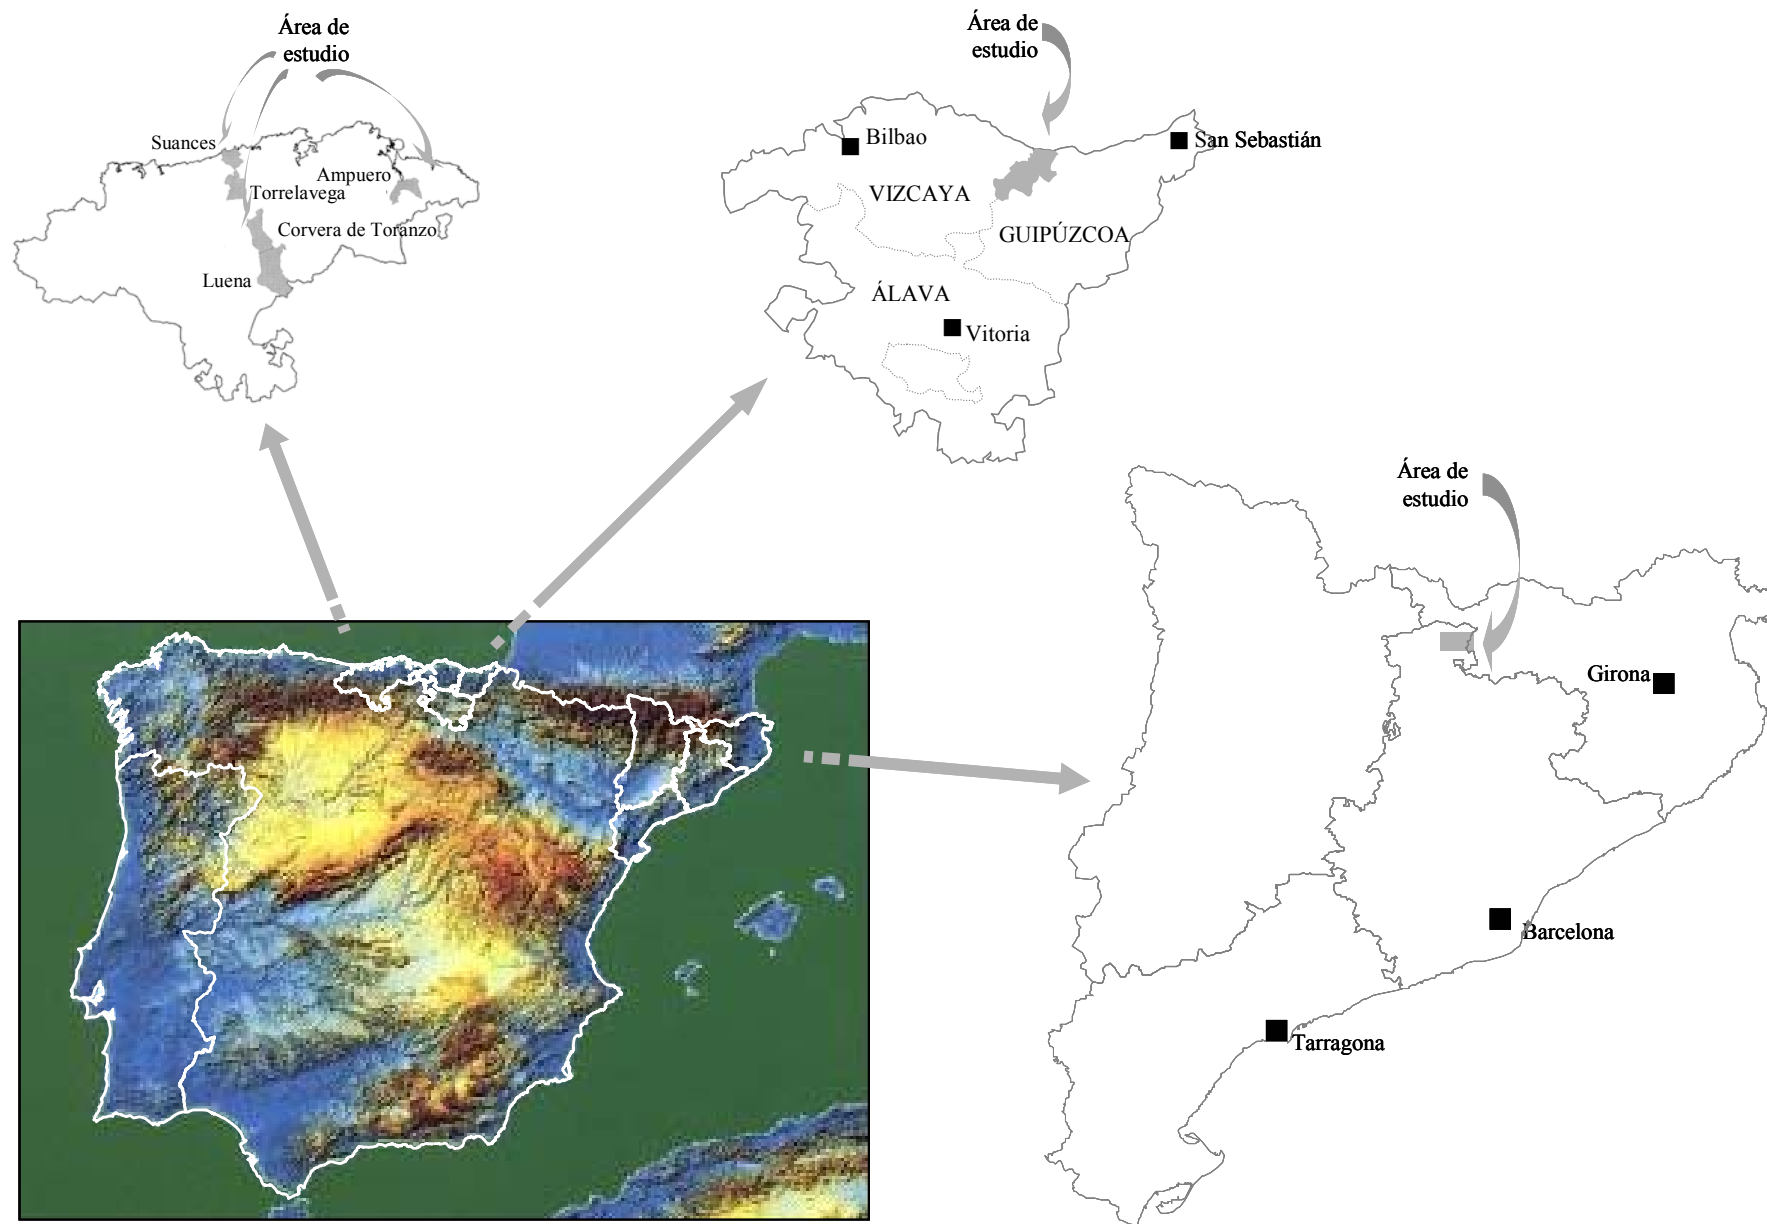 Área de
estudio
Suances
Ampuero
Torrelavega
Corvera de Toranzo
Luena
Área de
estudio
Bilbao
San Sebastián
VIZCAYA
GUIPÚZCOA
ÁLAVA
Vitoria
Área de
estudio
Girona
Barcelona
Tarragona